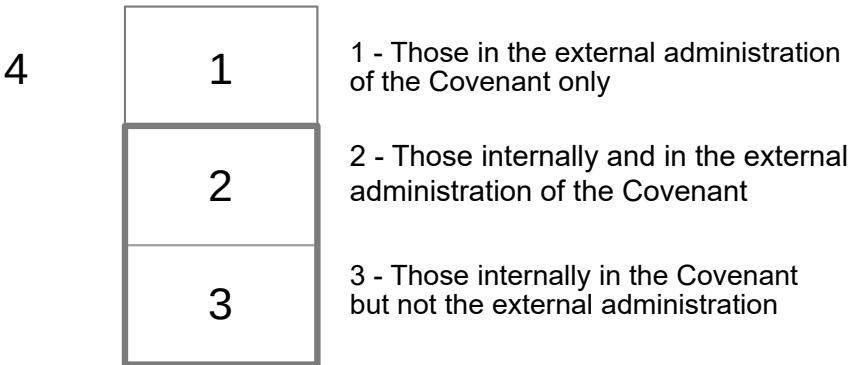 4
1
1 - Those in the external administration
of the Covenant only
2
2 - Those internally and in the external
administration of the Covenant
3
3 - Those internally in the Covenant
but not the external administration